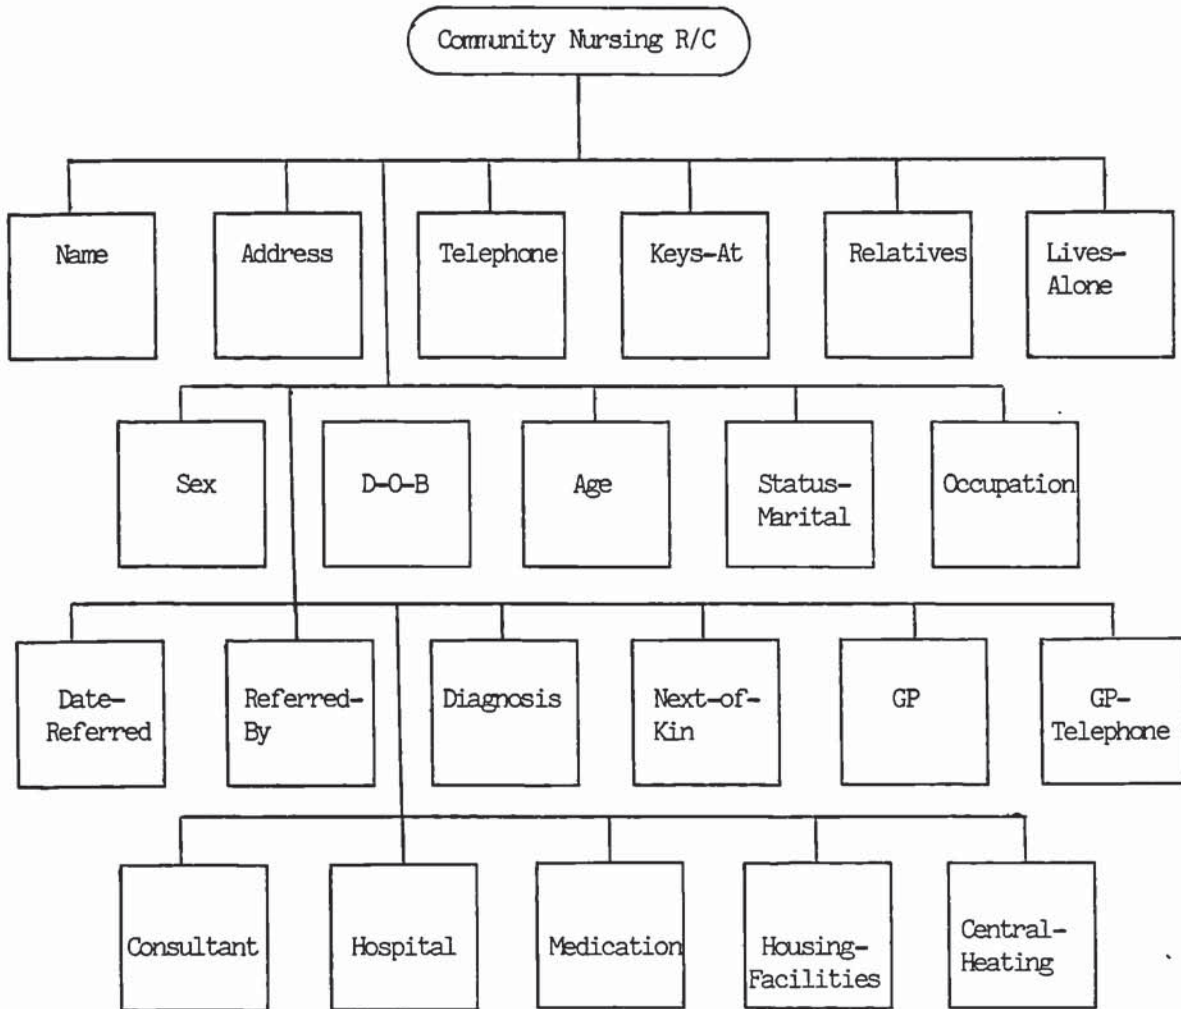 Community Nursing R/C
Name
Address
Telephone
Keys-At
Relatives
Lives-
Alone
Sex
D-O-B
Age
Status-
Marital
Occupation
Date-
Referred
Referred-
By
Diagnosis
Next-of-
Kin
GP
GP-
Telephone
Consultant
Hospital
Medication
Housing-
Facilities
Central-
Heating